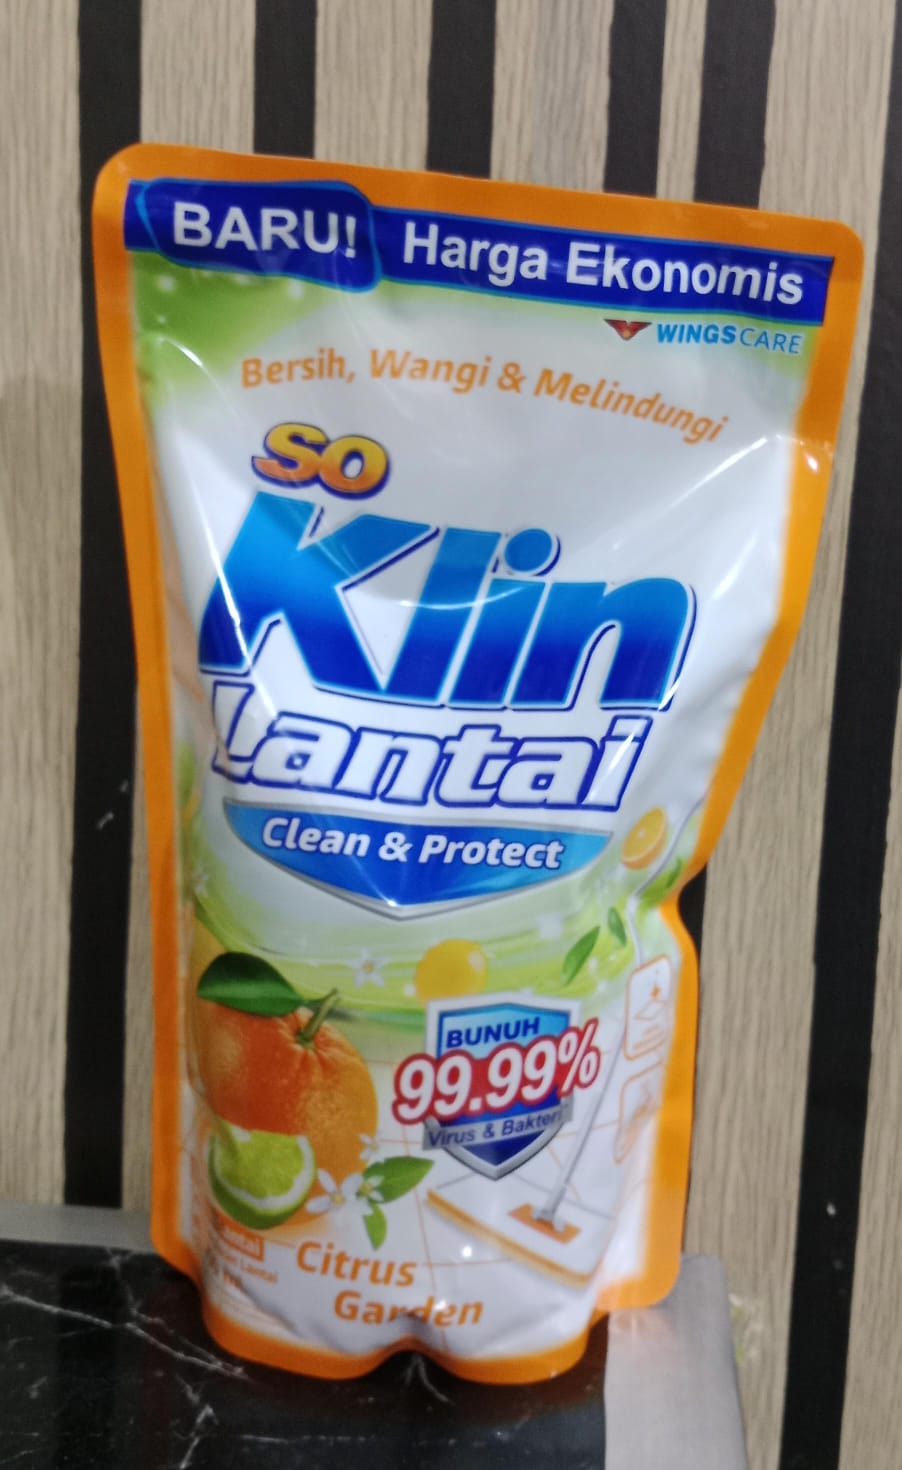 BARU! Harga Ekonomis
WINGSCARE
Bersih, Wangi & Melindungi
SO
Klin
Lantai
Clean & Protect
BUNUH
99.99%
Virus & Bakteri
Lantai
Citrus
Garden